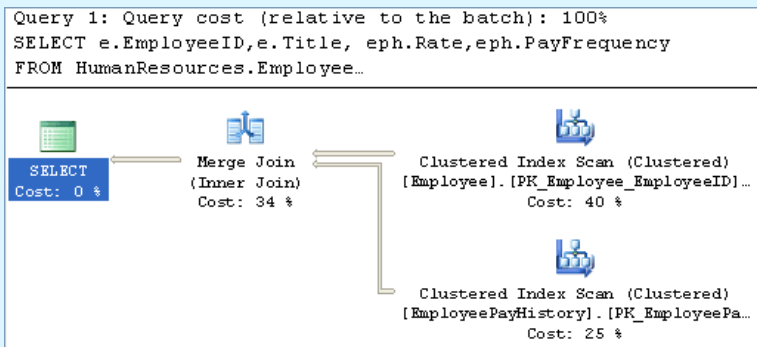 Query 1: Query cost (relative to the batch): 100%
SELECT e.EmployeeID,e.Title, eph.Rate,eph.PayFrequency
FROM HumanResources.Employee…
SELECT
Cost: 0 %
Merge Join
(Inner Join)
Cost: 34 %
Clustered Index Scan (Clustered)
[Employee].[PK_Employee_EmployeeID]…
Cost: 40 %
Clustered Index Scan (Clustered)
[EmployeePayHistory].[PK_EmployeePa…
Cost: 25 %